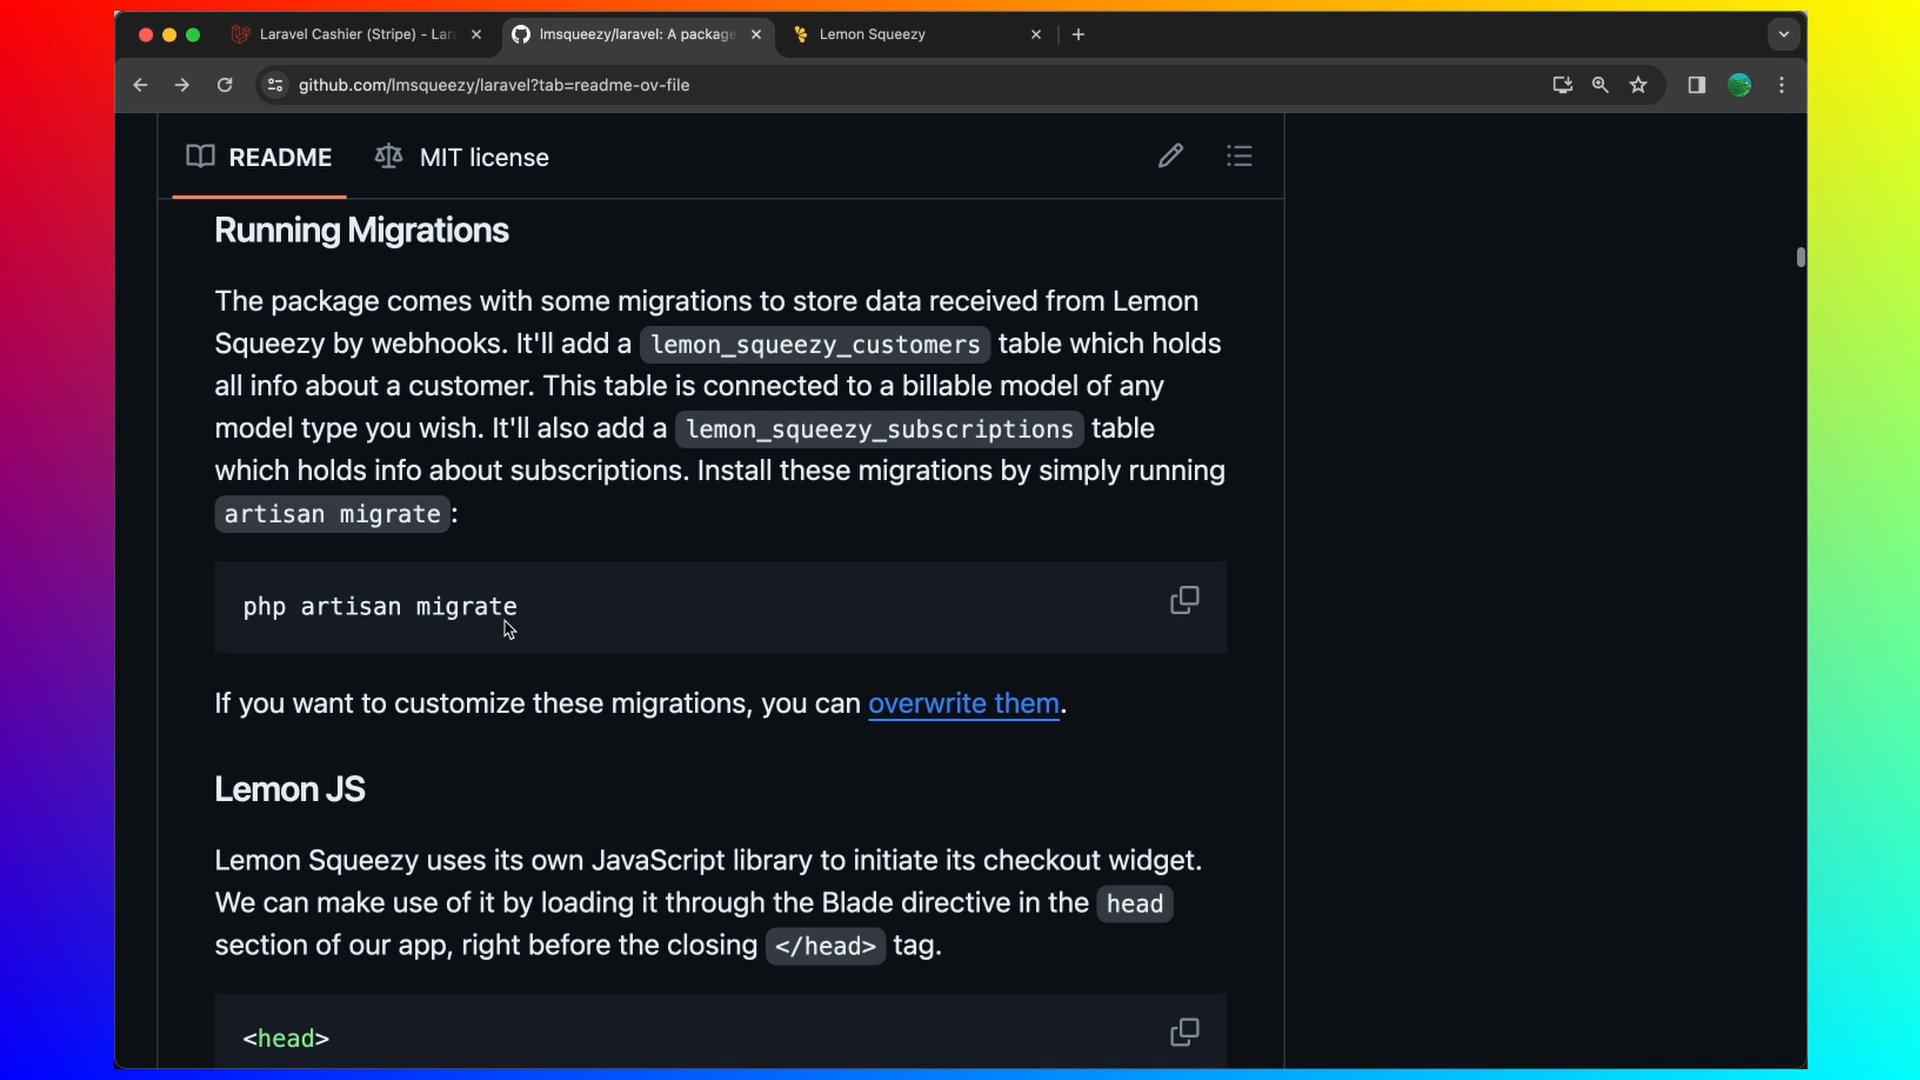 Laravel Cashier (Stripe) - Lar
lmsqueezy/laravel: A package
Lemon Squeezy
github.com/lmsqueezy/laravel?tab=readme-ov-file
README
MIT license
Running Migrations
The package comes with some migrations to store data received from Lemon
Squeezy by webhooks. It'll add a lemon_squeezy_customers table which holds
all info about a customer. This table is connected to a billable model of any
model type you wish. It'll also add a lemon_squeezy_subscriptions table
which holds info about subscriptions. Install these migrations by simply running
artisan migrate:
php artisan migrate
If you want to customize these migrations, you can overwrite them.
Lemon JS
Lemon Squeezy uses its own JavaScript library to initiate its checkout widget.
We can make use of it by loading it through the Blade directive in the head
section of our app, right before the closing </head> tag.
<head>